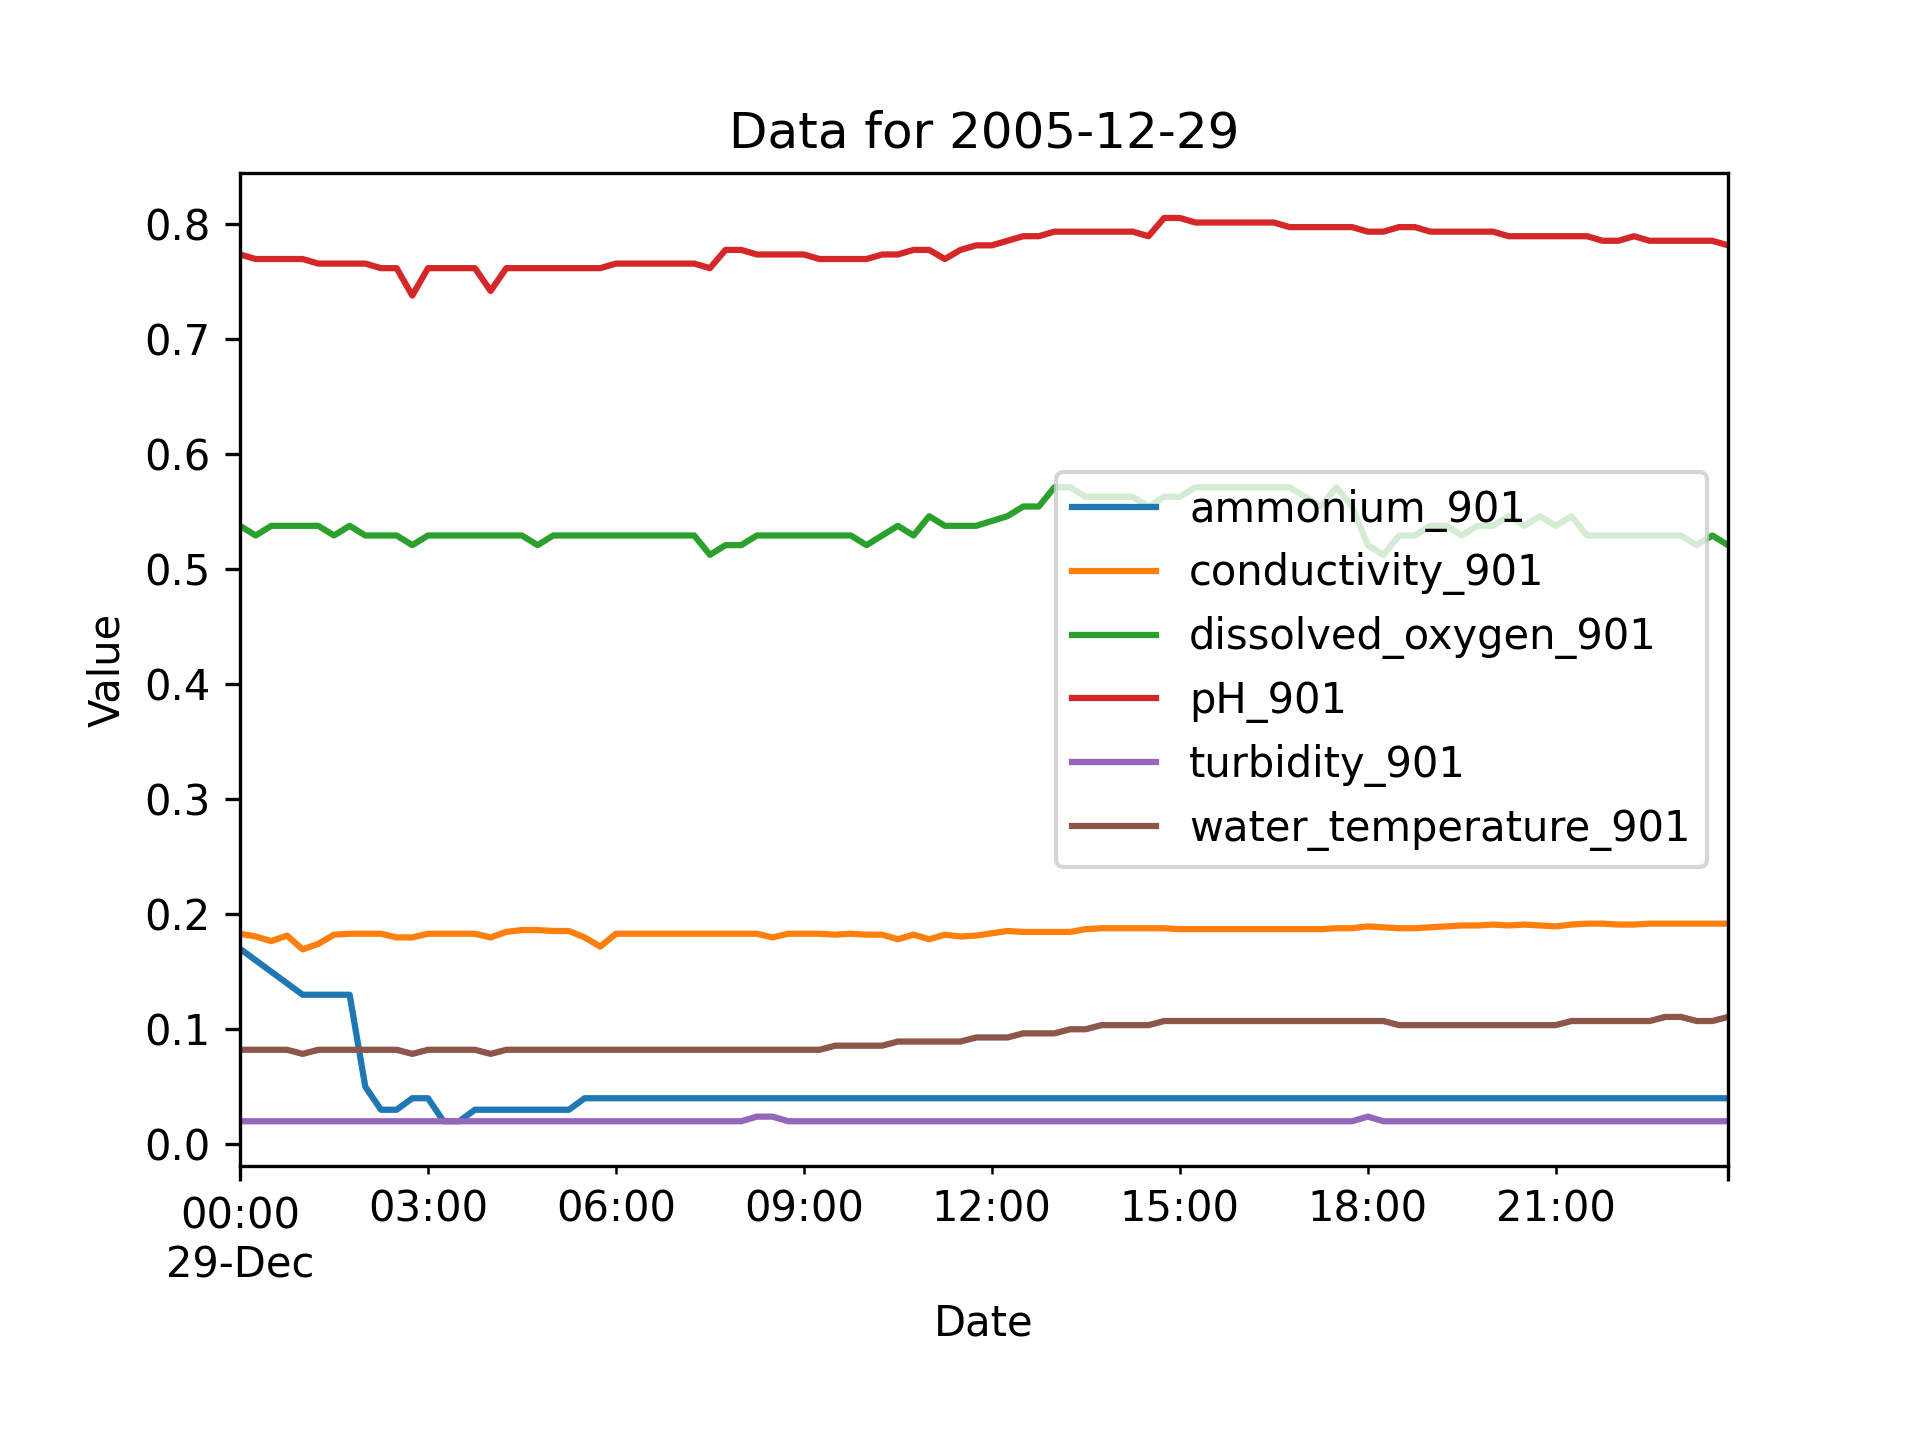 Data for 2005-12-29
Value
0.8
0.7
0.6
0.5
0.4
0.3
0.2
0.1
0.0
ammonium_901
conductivity_901
dissolved_oxygen_901
pH_901
turbidity_901
water_temperature_901
00:00 03:00 06:00 09:00 12:00 15:00 18:00 21:00
29-Dec
Date